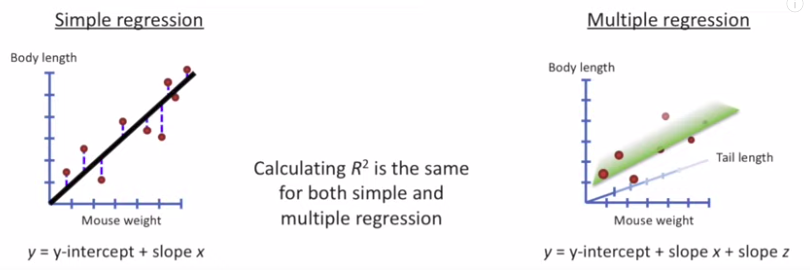 Simple regression
Body length
Mouse weight
y = y-intercept + slope x
Calculating R² is the same
for both simple and
multiple regression
Multiple regression
Body length
Tail length
Mouse weight
y = y-intercept + slope x + slope z